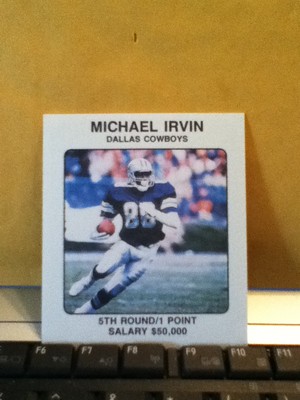 MICHAEL IRVIN
DALLAS COWBOYS
88
5TH ROUND/1 POINT
SALARY $50,000
F6 F7 F8 F9 F10 F11